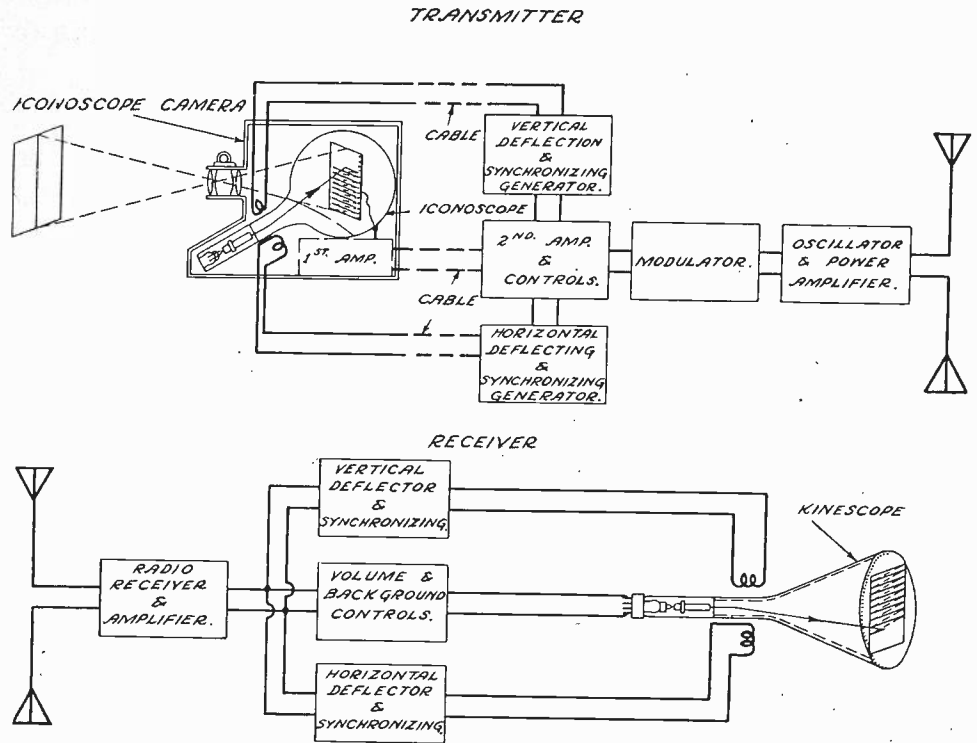 TRANSMITTER
ICONOSCOPE CAMERA
CABLE
VERTICAL
DEFLECTION
&
SYNCHRONIZING
GENERATOR.
ICONOSCOPE
1ST. AMP.
2ND. AMP.
&
CONTROLS.
MODULATOR.
OSCILLATOR
& POWER
AMPLIFIER.
CABLE
HORIZONTAL
DEFLECTING
&
SYNCHRONIZING
GENERATOR.
RECEIVER
VERTICAL
DEFLECTOR
&
SYNCHRONIZING.
KINESCOPE
RADIO
RECEIVER
&
AMPLIFIER.
VOLUME &
BACKGROUND
CONTROLS.
HORIZONTAL
DEFLECTOR
&
SYNCHRONIZING.